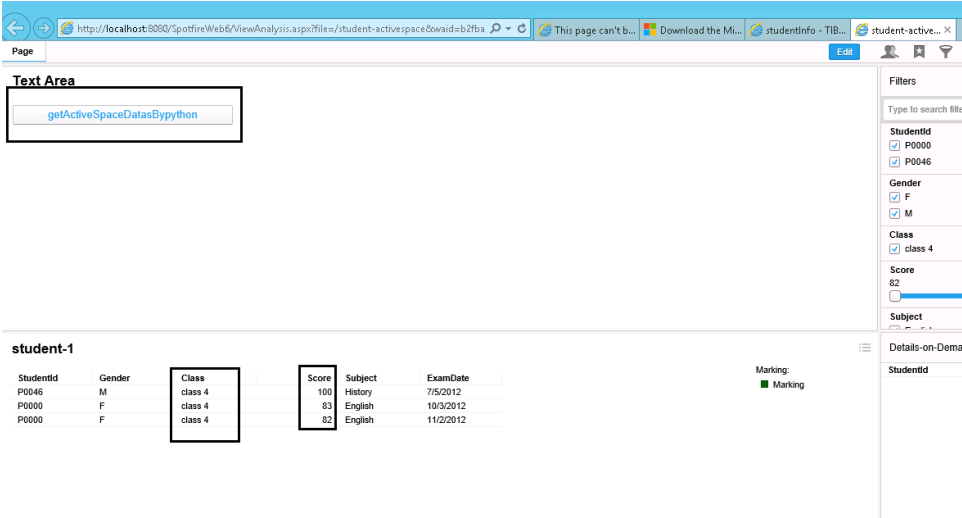 http://localhost:8080/SpotfireWeb6/ViewAnalysis.aspx?file=/student-activespace&waid=b2fba
This page can't b...
Download the Mi...
studentInfo - TIB...
student-active...
Page
Edit
Text Area
getActiveSpaceDatasBypython
Filters
Type to search filte
StudentId
P0000
P0046
Gender
F
M
Class
class 4
Score
82
Subject
student-1
StudentId Gender Class Score Subject ExamDate
P0046 M class 4 100 History 7/5/2012
P0000 F class 4 83 English 10/3/2012
P0000 F class 4 82 English 11/2/2012
Marking:
Marking
Details-on-Dema
StudentId